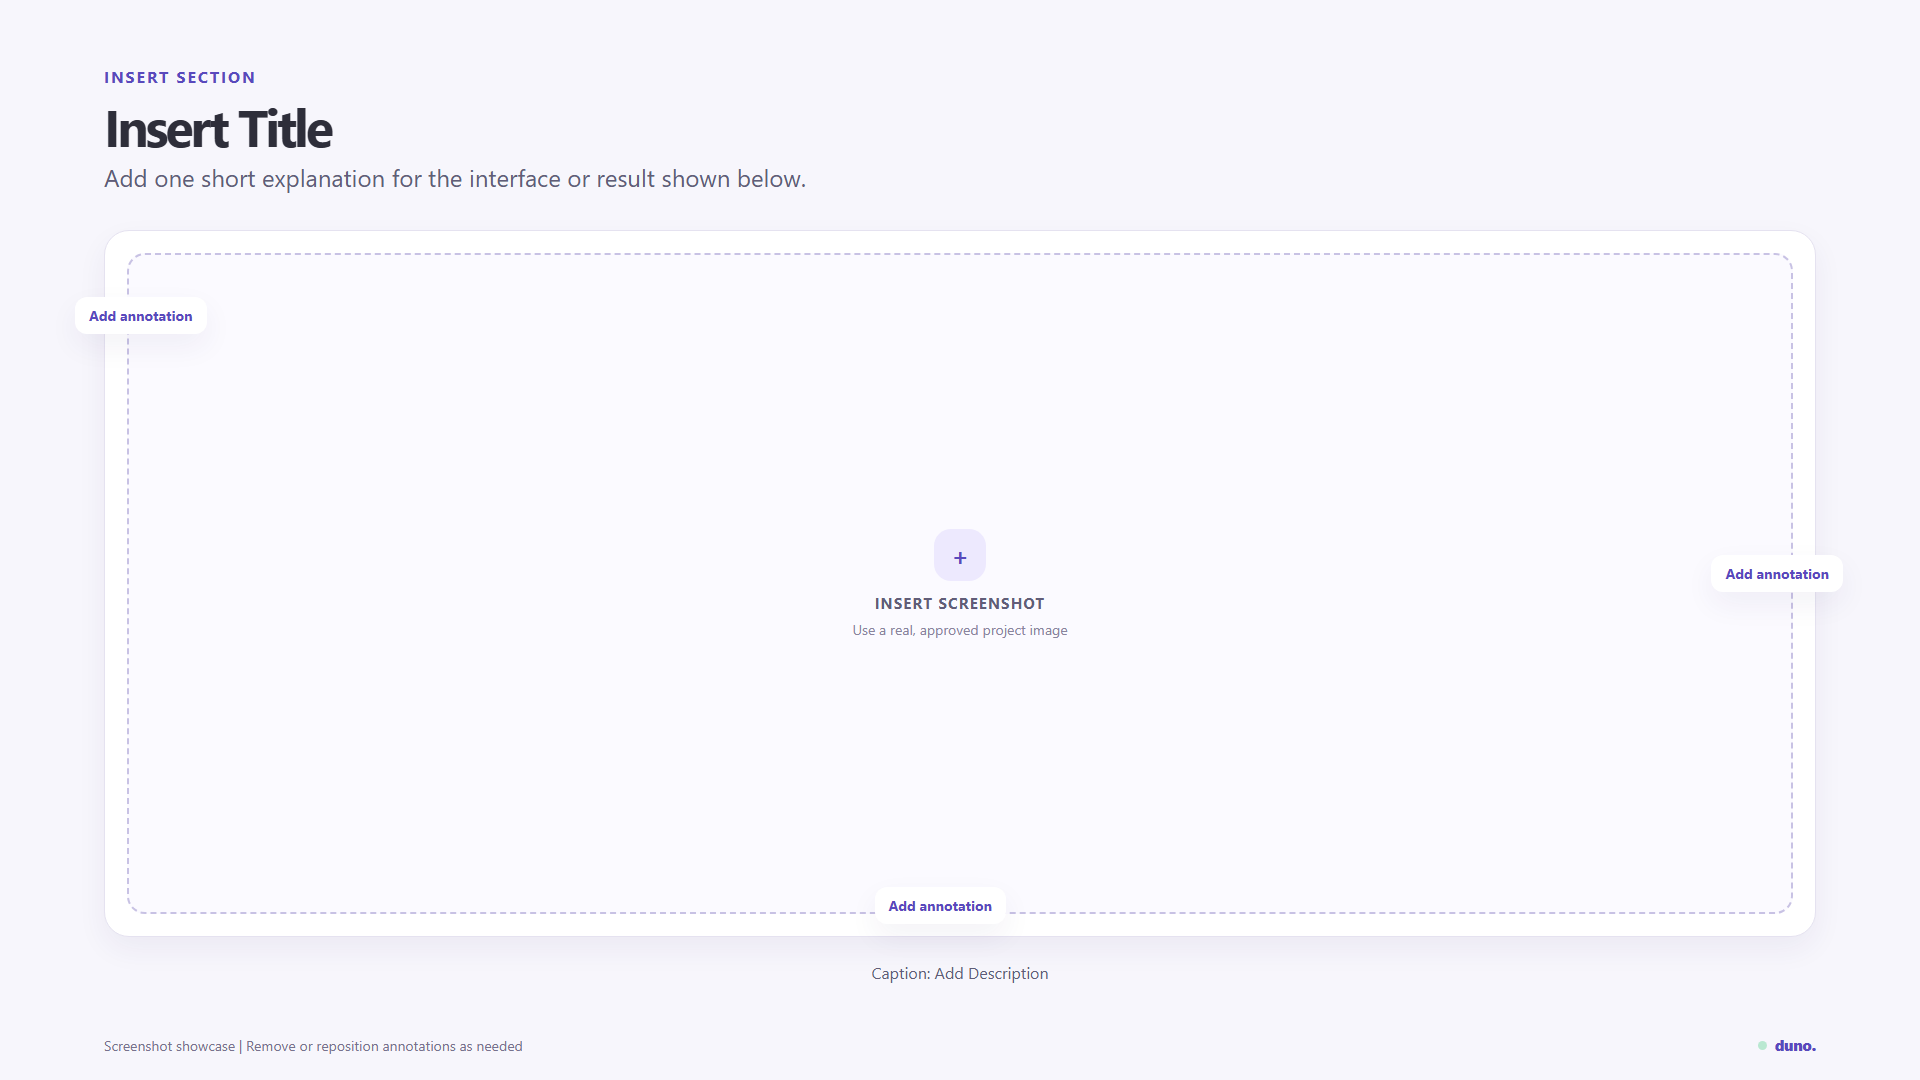 INSERT SECTION
Insert Title
Add one short explanation for the interface or result shown below.
Add annotation
+
INSERT SCREENSHOT
Use a real, approved project image
Add annotation
Add annotation
Caption: Add Description
Screenshot showcase | Remove or reposition annotations as needed
duno.